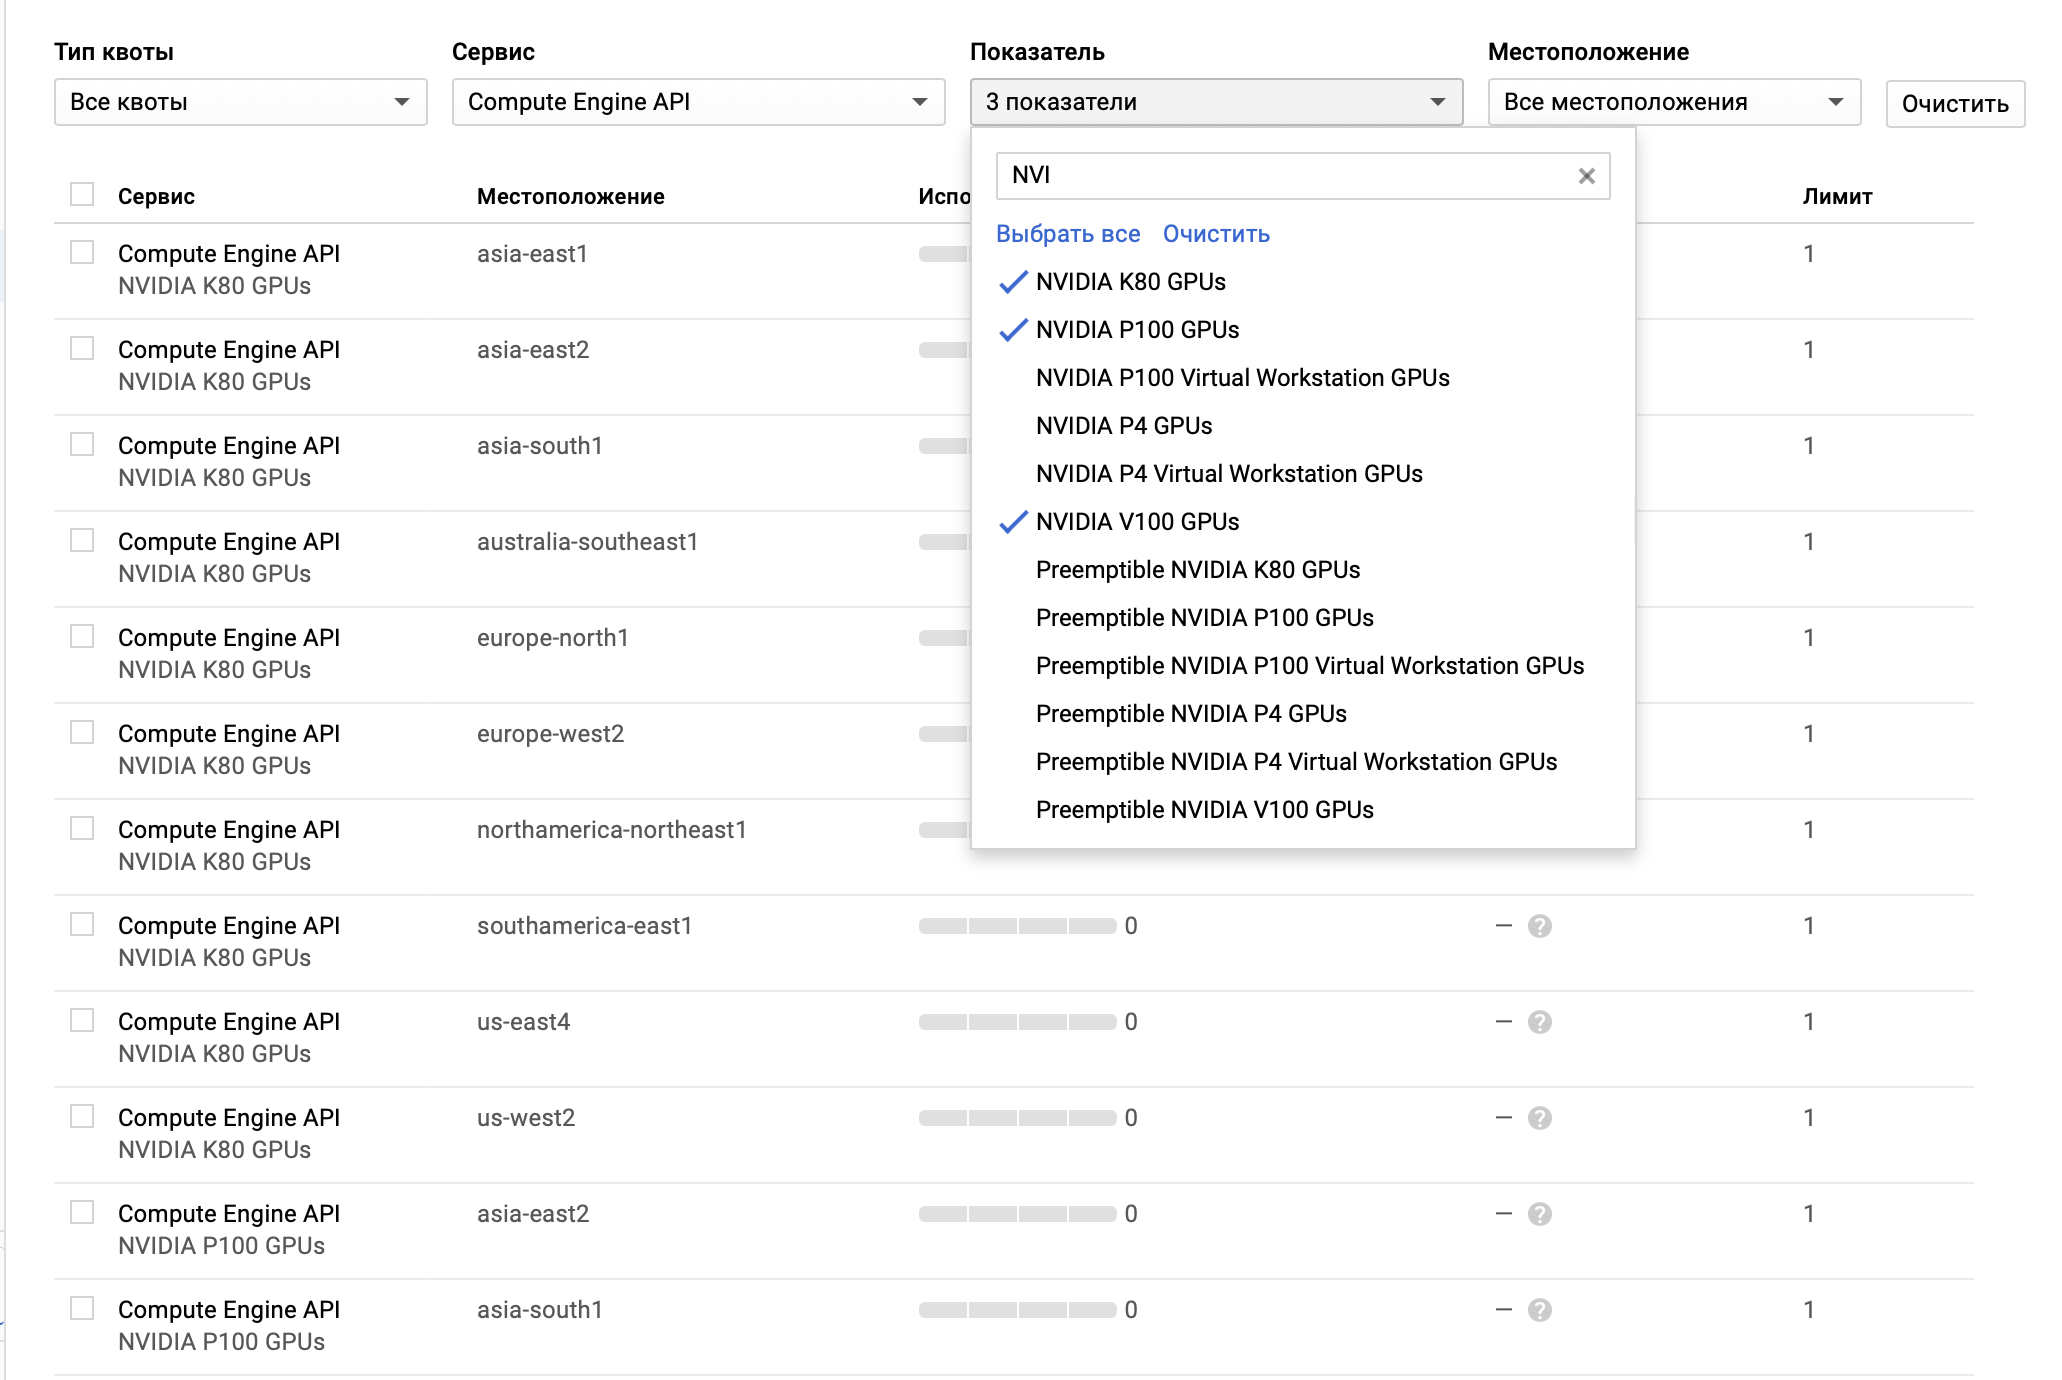 Тип квоты
Сервис
Показатель
Местоположение
Все квоты
Compute Engine API
3 показатели
Все местоположения
Очистить
NVI
Выбрать все Очистить
NVIDIA K80 GPUs
NVIDIA P100 GPUs
NVIDIA P100 Virtual Workstation GPUs
NVIDIA P4 GPUs
NVIDIA P4 Virtual Workstation GPUs
NVIDIA V100 GPUs
Preemptible NVIDIA K80 GPUs
Preemptible NVIDIA P100 GPUs
Preemptible NVIDIA P100 Virtual Workstation GPUs
Preemptible NVIDIA P4 GPUs
Preemptible NVIDIA P4 Virtual Workstation GPUs
Preemptible NVIDIA V100 GPUs
Сервис Местоположение Испо Лимит
Compute Engine API asia-east1 1
NVIDIA K80 GPUs
Compute Engine API asia-east2 1
NVIDIA K80 GPUs
Compute Engine API asia-south1 1
NVIDIA K80 GPUs
Compute Engine API australia-southeast1 1
NVIDIA K80 GPUs
Compute Engine API europe-north1 1
NVIDIA K80 GPUs
Compute Engine API europe-west2 1
NVIDIA K80 GPUs
Compute Engine API northamerica-northeast1 1
NVIDIA K80 GPUs
Compute Engine API southamerica-east1 0 — ? 1
NVIDIA K80 GPUs
Compute Engine API us-east4 0 — ? 1
NVIDIA K80 GPUs
Compute Engine API us-west2 0 — ? 1
NVIDIA K80 GPUs
Compute Engine API asia-east2 0 — ? 1
NVIDIA P100 GPUs
Compute Engine API asia-south1 0 — ? 1
NVIDIA P100 GPUs